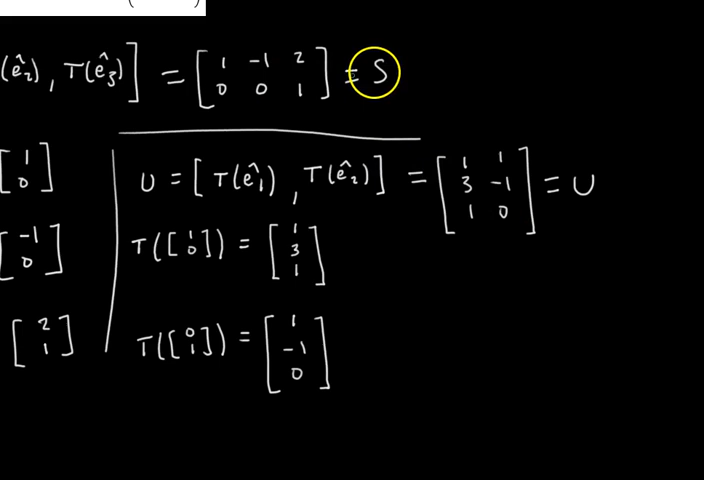 (ê₂), T(ê₃)] = [1 -1 2; 0 0 1] = S
[1; 0]
U = [T(ê₁), T(ê₂)] = [1 1; 3 -1; 1 0] = U
[-1; 0]
T([1; 0]) = [1; 3; 1]
[2; 1]
T([0; 1]) = [1; -1; 0]